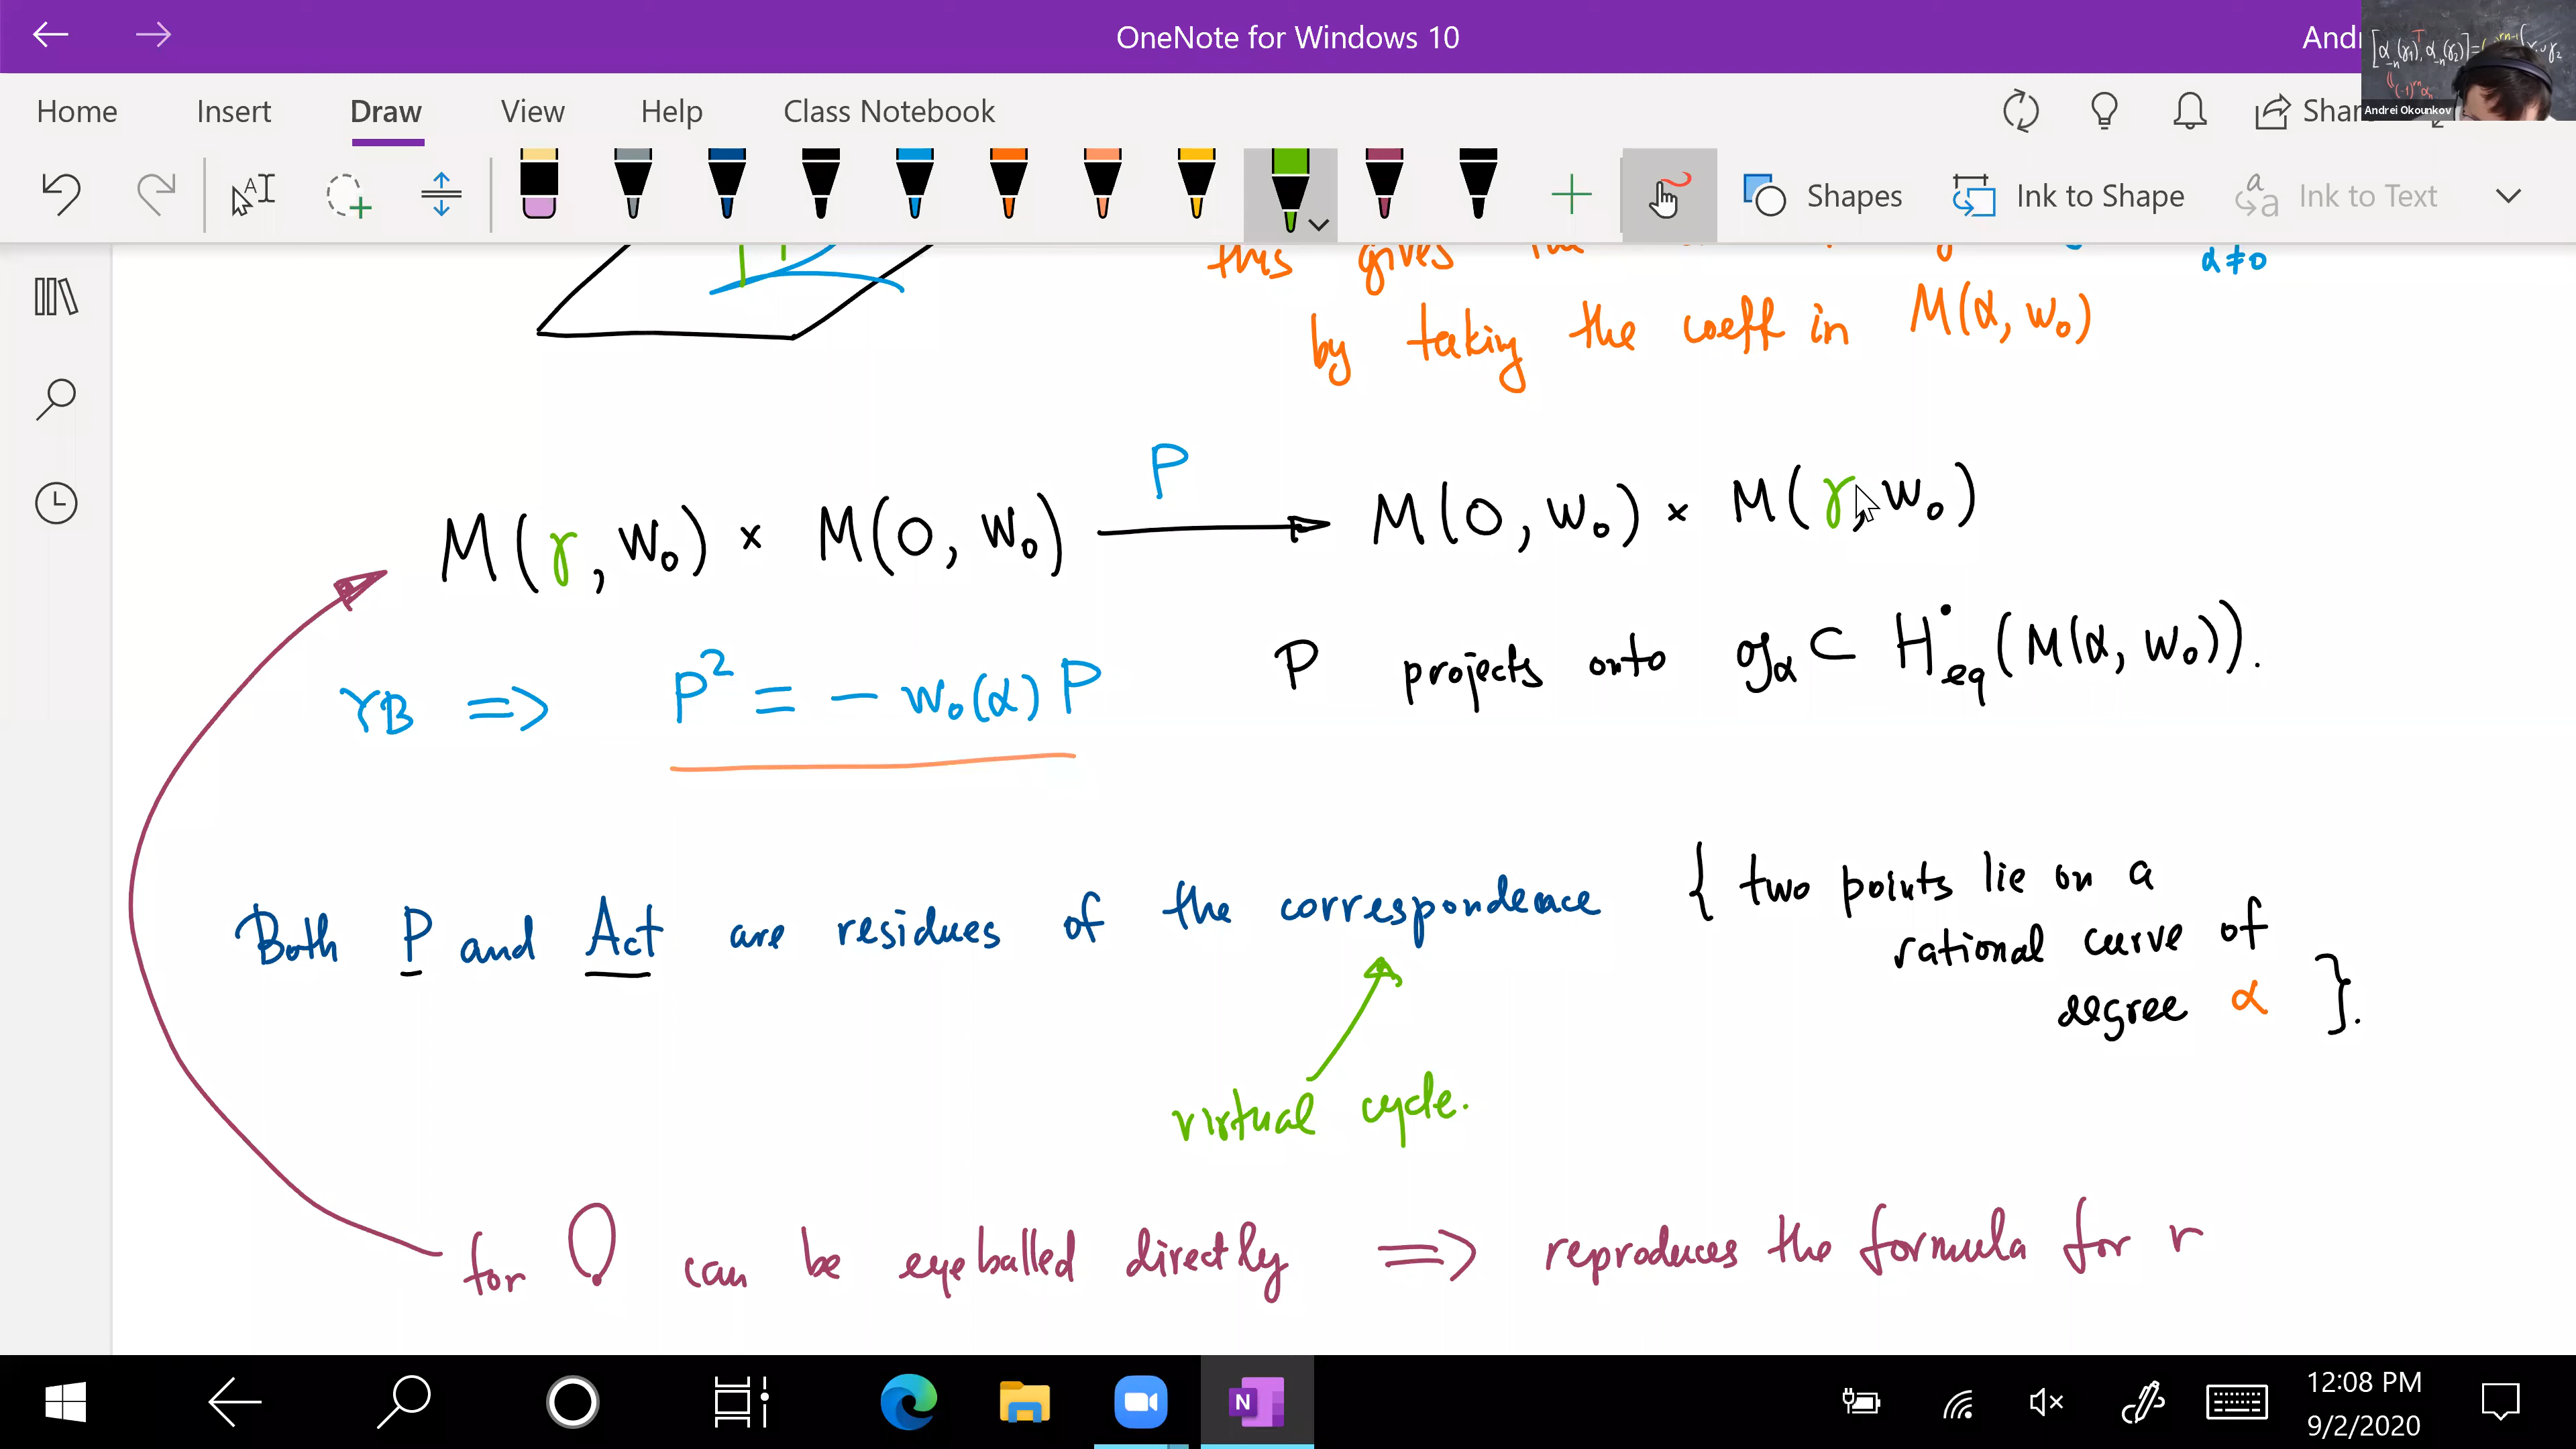 OneNote for Windows 10
Home Insert Draw View Help Class Notebook
Andrei Okounkov
Shapes Ink to Shape Ink to Text
this gives α≠0
by taking the coeff in M(α, w₀)
P
M(γ, w₀) × M(0, w₀) → M(0, w₀) × M(γ, w₀)
YB ⇒ P² = − w₀(α) P
P projects onto 𝔤_α ⊂ H^•_eq (M(α, w₀)).
Both P and Act are residues of the correspondence { two points lie on a
rational curve of
degree α }.
virtual cycle.
for can be eyeballed directly ⇒ reproduces the formula for r
12:08 PM
9/2/2020